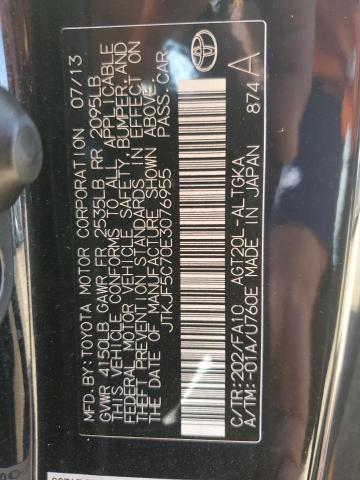 MFD.BY:TOYOTA MOTOR CORPORATION 07/13
GVWR 4150LB GAWR FR 2535LB RR 2095LB
THIS VEHICLE CONFORMS TO ALL APPLICABLE
FEDERAL MOTOR VEHICLE SAFETY, BUMPER, AND
THEFT PREVENTION STANDARDS IN EFFECT ON
THE DATE OF MANUFACTURE SHOWN ABOVE.
JTKJF5C70E3076955 PASS.CAR
C/TR:202/FA10 AGT20L-ALTGKA
A/TM:-01A/U760E MADE IN JAPAN 874 A